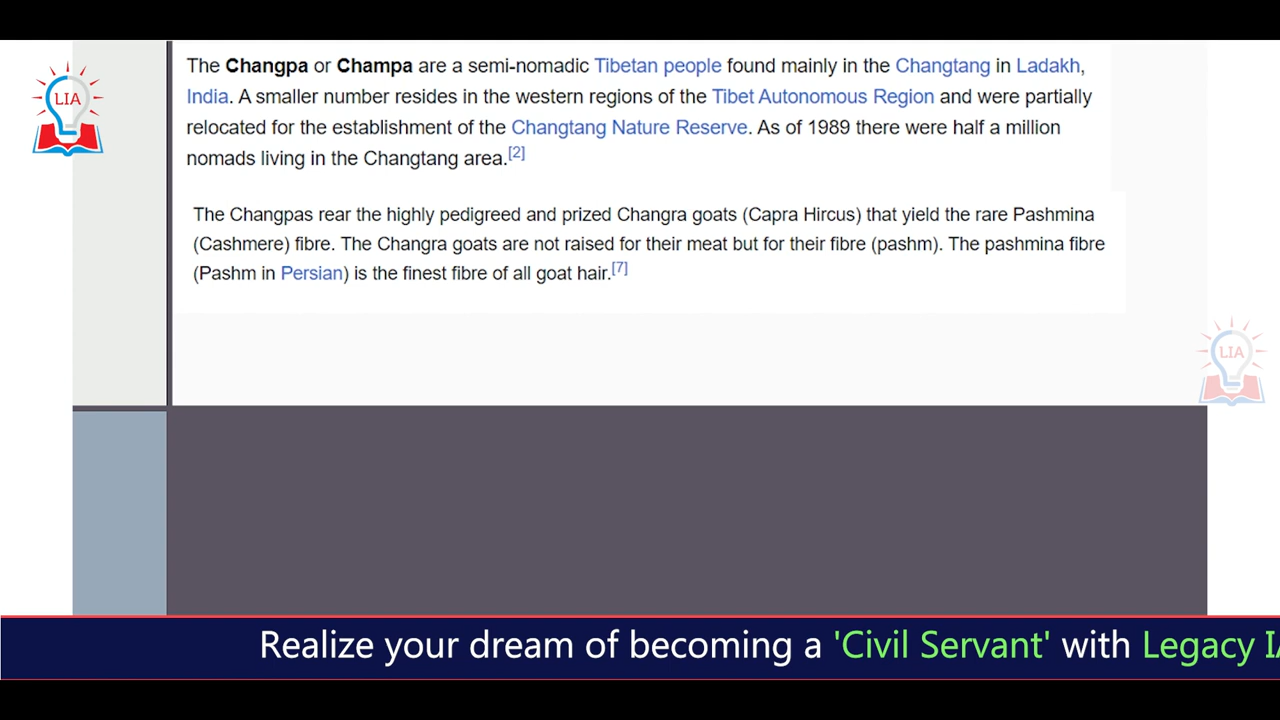 LIA
The Changpa or Champa are a semi-nomadic Tibetan people found mainly in the Changtang in Ladakh,
India. A smaller number resides in the western regions of the Tibet Autonomous Region and were partially
relocated for the establishment of the Changtang Nature Reserve. As of 1989 there were half a million
nomads living in the Changtang area.[2]
The Changpas rear the highly pedigreed and prized Changra goats (Capra Hircus) that yield the rare Pashmina
(Cashmere) fibre. The Changra goats are not raised for their meat but for their fibre (pashm). The pashmina fibre
(Pashm in Persian) is the finest fibre of all goat hair.[7]
LIA
Realize your dream of becoming a 'Civil Servant' with Legacy IA